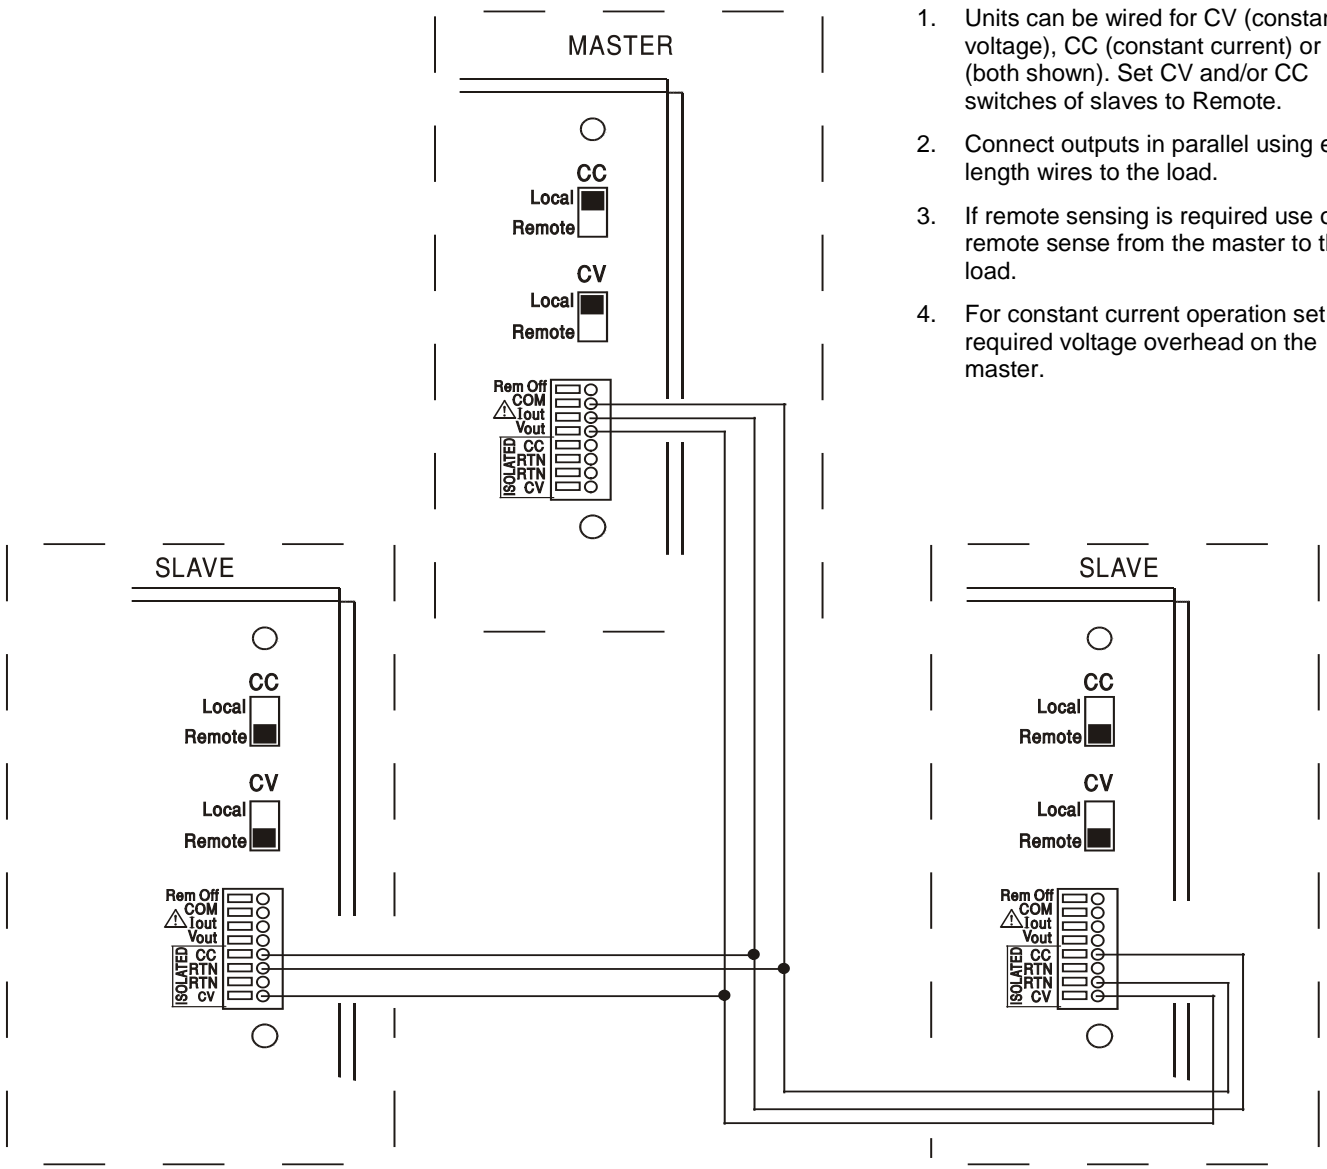 MASTER
CC
Local
Remote
CV
Local
Remote
Rem Off
COM
Iout
Vout
ISOLATED
CC
RTN
RTN
CV
1. Units can be wired for CV (constan
voltage), CC (constant current) or
(both shown). Set CV and/or CC
switches of slaves to Remote.
2. Connect outputs in parallel using e
length wires to the load.
3. If remote sensing is required use o
remote sense from the master to th
load.
4. For constant current operation set
required voltage overhead on the
master.
SLAVE
CC
Local
Remote
CV
Local
Remote
Rem Off
COM
Iout
Vout
ISOLATED
CC
RTN
RTN
CV
SLAVE
CC
Local
Remote
CV
Local
Remote
Rem Off
COM
Iout
Vout
ISOLATED
CC
RTN
RTN
CV